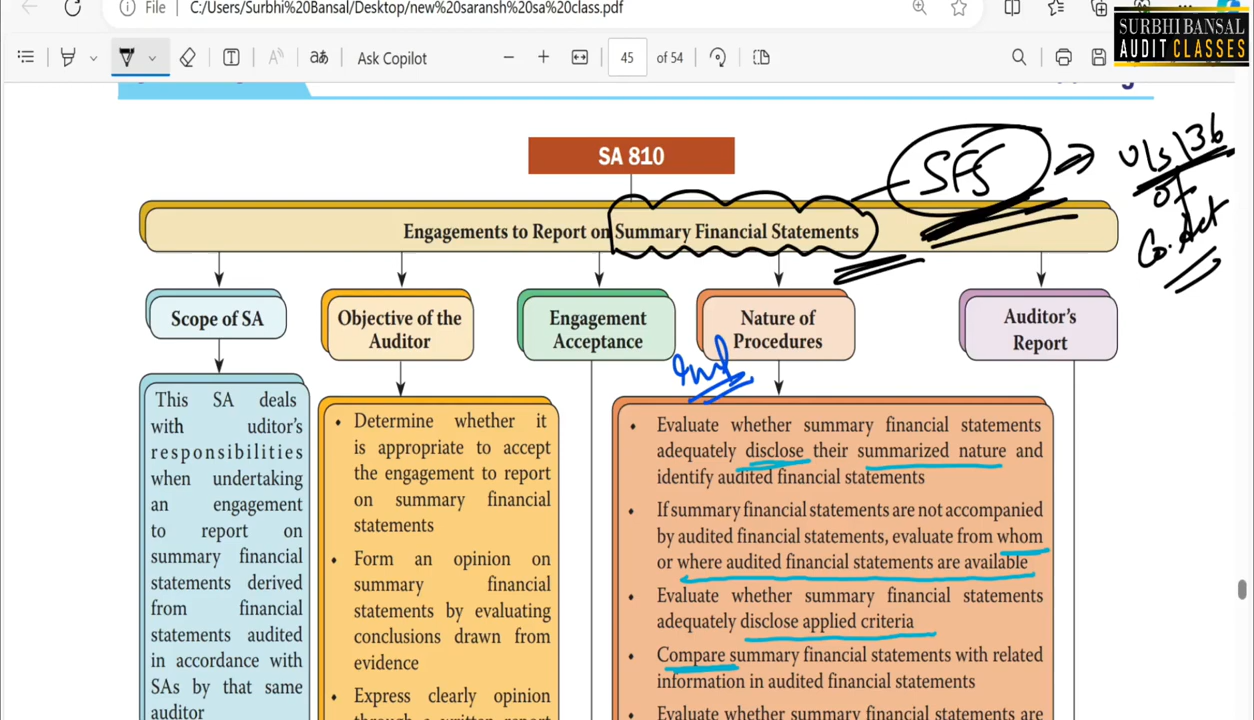 File C:/Users/Surbhi%20Bansal/Desktop/new%20saransh%20sa%20class.pdf
SURBHI BANSAL
AUDIT CLASSES
Ask Copilot
45 of 54
SA 810
SFS
u/s 136
of
Co. Act
Engagements to Report on Summary Financial Statements
Scope of SA
Objective of the
Auditor
Engagement
Acceptance
Nature of
Procedures
Auditor's
Report
This SA deals
with uditor's
responsibilities
when undertaking
an engagement
to report on
summary financial
statements derived
from financial
statements audited
in accordance with
SAs by that same
auditor
• Determine whether it
is appropriate to accept
the engagement to report
on summary financial
statements
• Form an opinion on
summary financial
statements by evaluating
conclusions drawn from
evidence
• Express clearly opinion
through a written report
• Evaluate whether summary financial statements
adequately disclose their summarized nature and
identify audited financial statements
• If summary financial statements are not accompanied
by audited financial statements, evaluate from whom
or where audited financial statements are available
• Evaluate whether summary financial statements
adequately disclose applied criteria
• Compare summary financial statements with related
information in audited financial statements
• Evaluate whether summary financial statements are